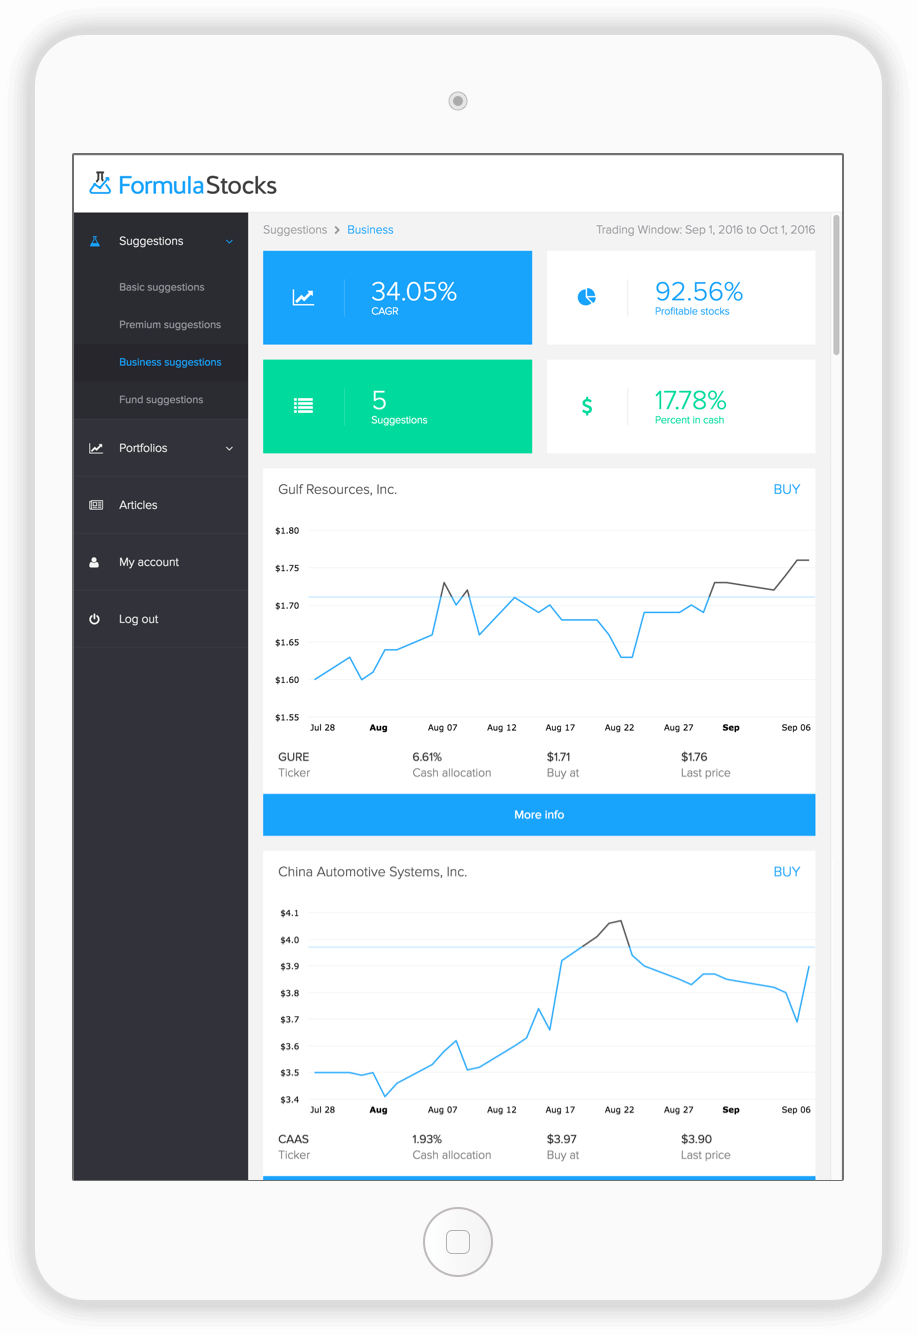 FormulaStocks
Suggestions
Basic suggestions
Premium suggestions
Business suggestions
Fund suggestions
Portfolios
Articles
My account
Log out
Suggestions > Business
Trading Window: Sep 1, 2016 to Oct 1, 2016
34.05%
CAGR
92.56%
Profitable stocks
5
Suggestions
17.78%
Percent in cash
Gulf Resources, Inc.
BUY
$1.80
$1.75
$1.70
$1.65
$1.60
$1.55
Jul 28 Aug Aug 07 Aug 12 Aug 17 Aug 22 Aug 27 Sep Sep 06
GURE 6.61% $1.71 $1.76
Ticker Cash allocation Buy at Last price
More info
China Automotive Systems, Inc.
BUY
$4.1
$4.0
$3.9
$3.8
$3.7
$3.6
$3.5
$3.4
Jul 28 Aug Aug 07 Aug 12 Aug 17 Aug 22 Aug 27 Sep Sep 06
CAAS 1.93% $3.97 $3.90
Ticker Cash allocation Buy at Last price